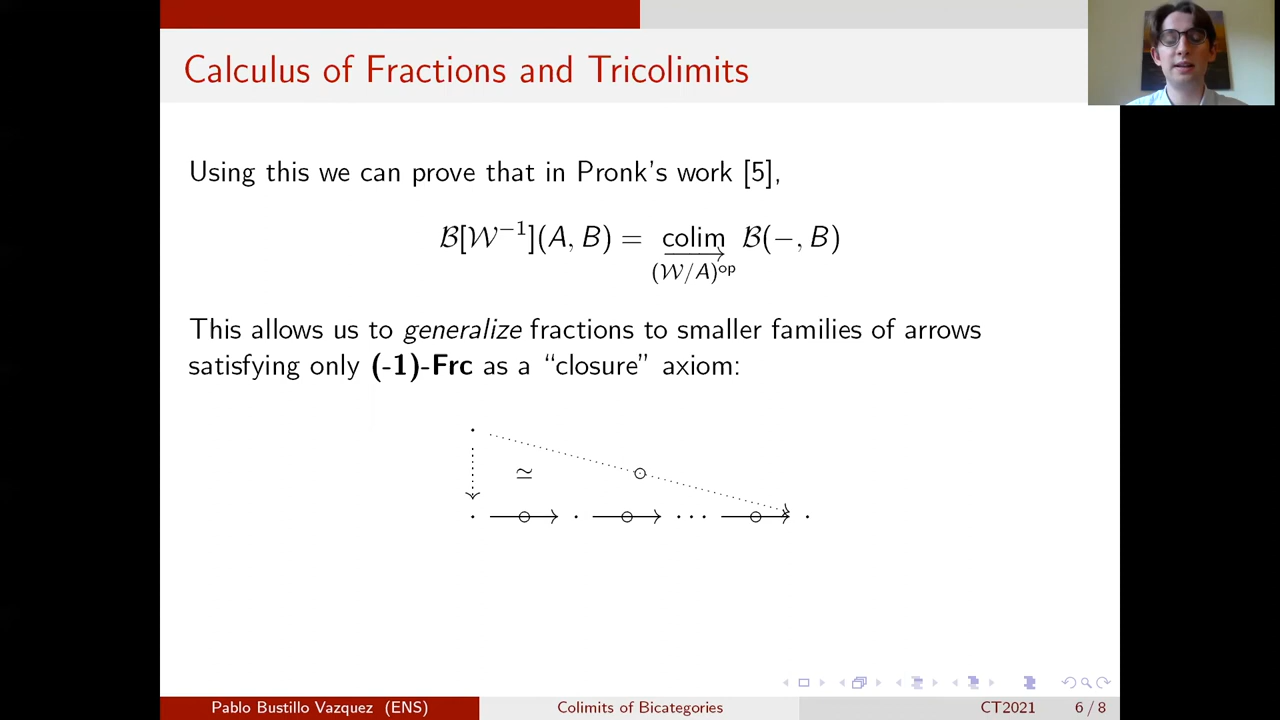 Calculus of Fractions and Tricolimits
Using this we can prove that in Pronk's work [5],
ℬ[𝒲⁻¹](A, B) = colim ℬ(−, B)
(𝒲/A)ᵒᵖ
This allows us to generalize fractions to smaller families of arrows
satisfying only (-1)-Frc as a “closure” axiom:
≃
Pablo Bustillo Vazquez (ENS) Colimits of Bicategories CT2021 6 / 8